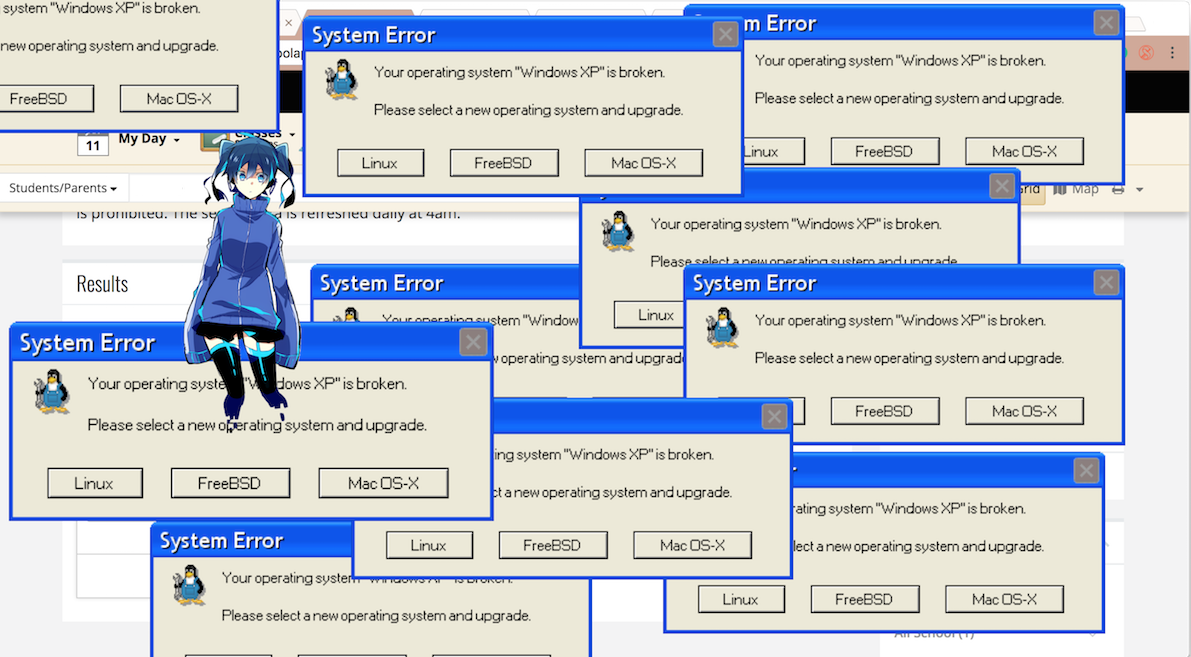 system is broken.
new operating system and upgrade.
FreeBSD
Mac OS-X
System Error
Your operating system "Windows XP" is broken.
Please select a new operating system and upgrade.
Linux
FreeBSD
Mac OS-X
m Error
Your operating system "Windows XP" is broken.
Please select a new operating system and upgrade.
Linux
FreeBSD
Mac OS-X
11
My Day
Classes
Students/Parents
Grid
Map
is prohibited. The
is refreshed daily at 4am.
Your operating system "Windows XP" is broken.
Please select a new operating system and upgrade.
Linux
Results
System Error
Your operating system "Window
operating system and upgrade
System Error
Your operating system "Windows XP" is broken.
Please select a new operating system and upgrade.
FreeBSD
Mac OS-X
System Error
Your operating system "Windows XP" is broken.
Please select a new operating system and upgrade.
Linux
FreeBSD
Mac OS-X
ing system "Windows XP" is broken.
ct a new operating system and upgrade.
Linux
FreeBSD
Mac OS-X
rating system "Windows XP" is broken.
lect a new operating system and upgrade.
Linux
FreeBSD
Mac OS-X
System Error
Your operating system "Windows XP" is broken.
Please select a new operating system and upgrade.
All School (1)